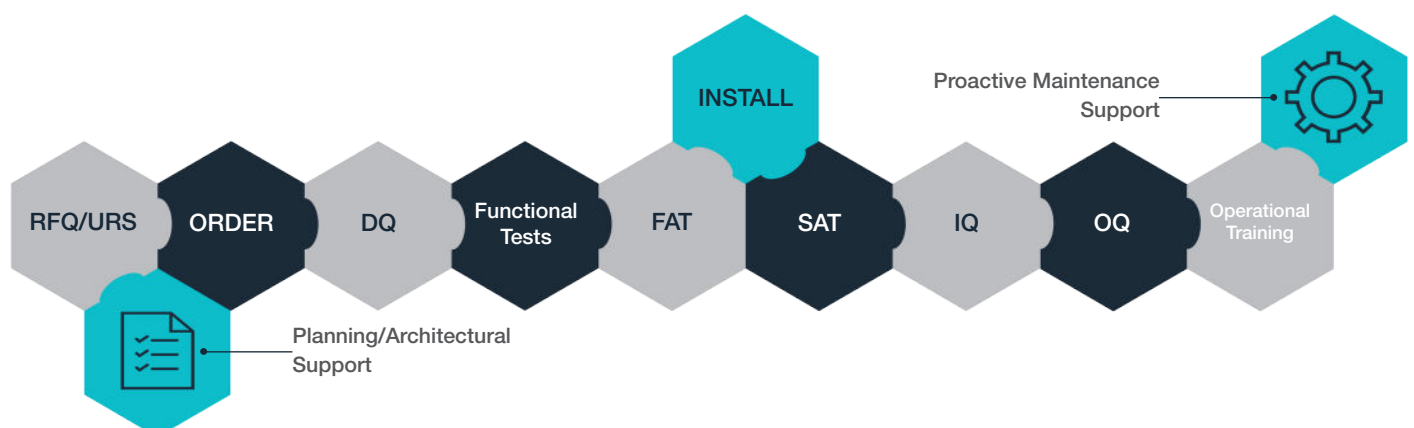 INSTALL
Proactive Maintenance
Support
RFQ/URS
ORDER
DQ
Functional
Tests
FAT
SAT
IQ
OQ
Operational
Training
Planning/Architectural
Support